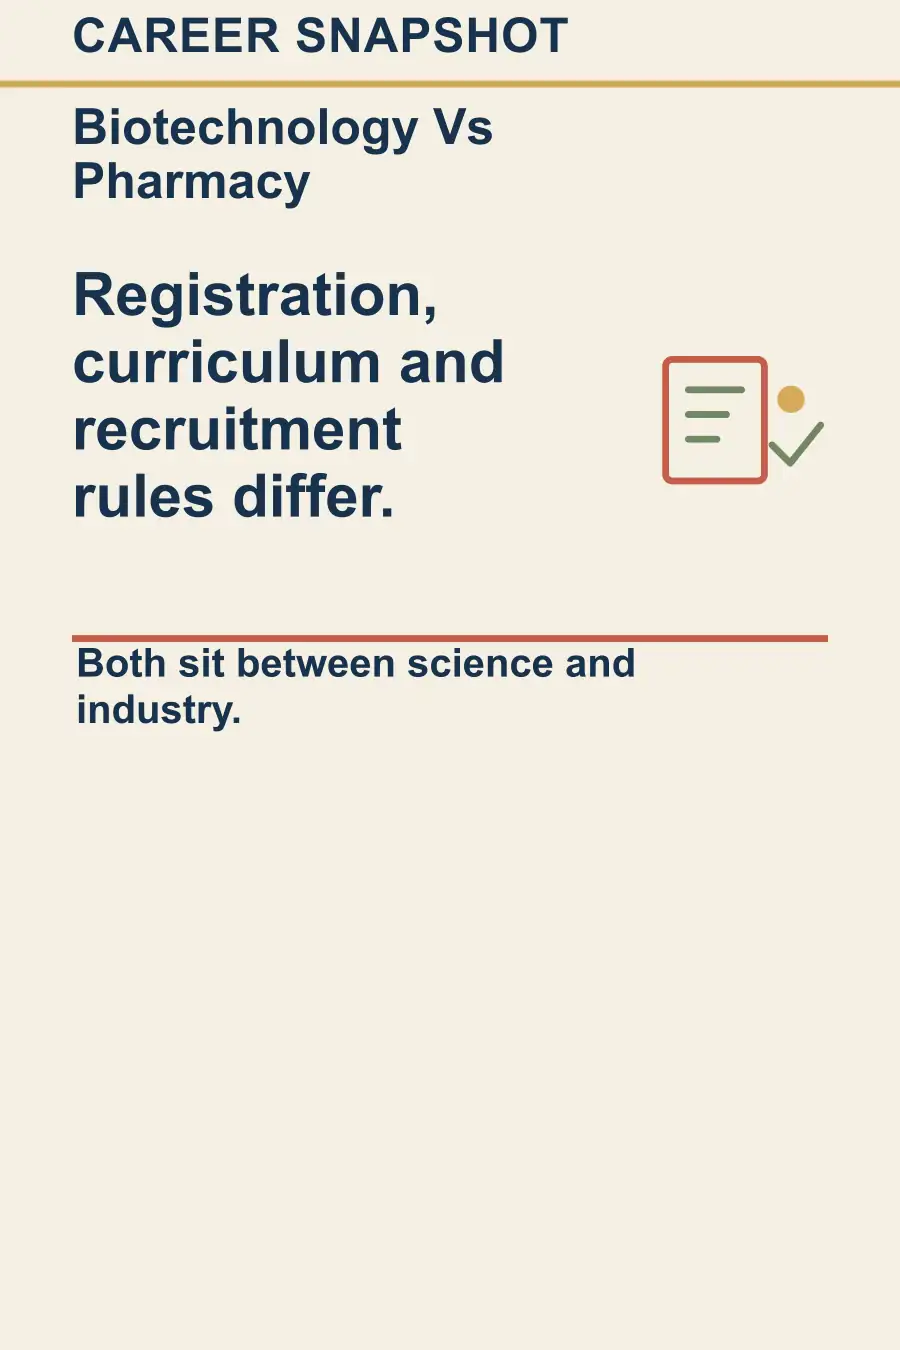 CAREER SNAPSHOT
Biotechnology Vs
Pharmacy
Registration,
curriculum and
recruitment
rules differ.
Both sit between science and
industry.